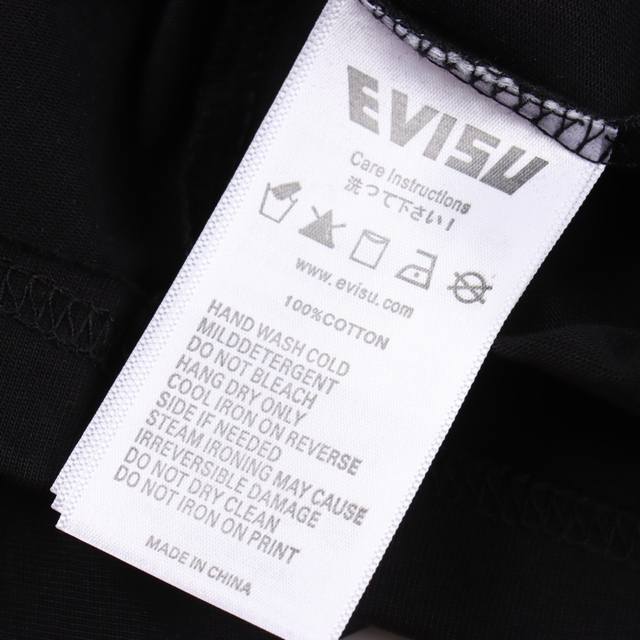 EVISU
Care Instructions
洗って下さい!
www.evisu.com
100%COTTON
HAND WASH COLD
MILDDETERGENT
DO NOT BLEACH
HANG DRY ONLY
COOL IRON ON REVERSE
SIDE IF NEEDED
STEAM IRONING MAY CAUSE
IRREVERSIBLE DAMAGE
DO NOT DRY CLEAN
DO NOT IRON ON PRINT
MADE IN CHINA